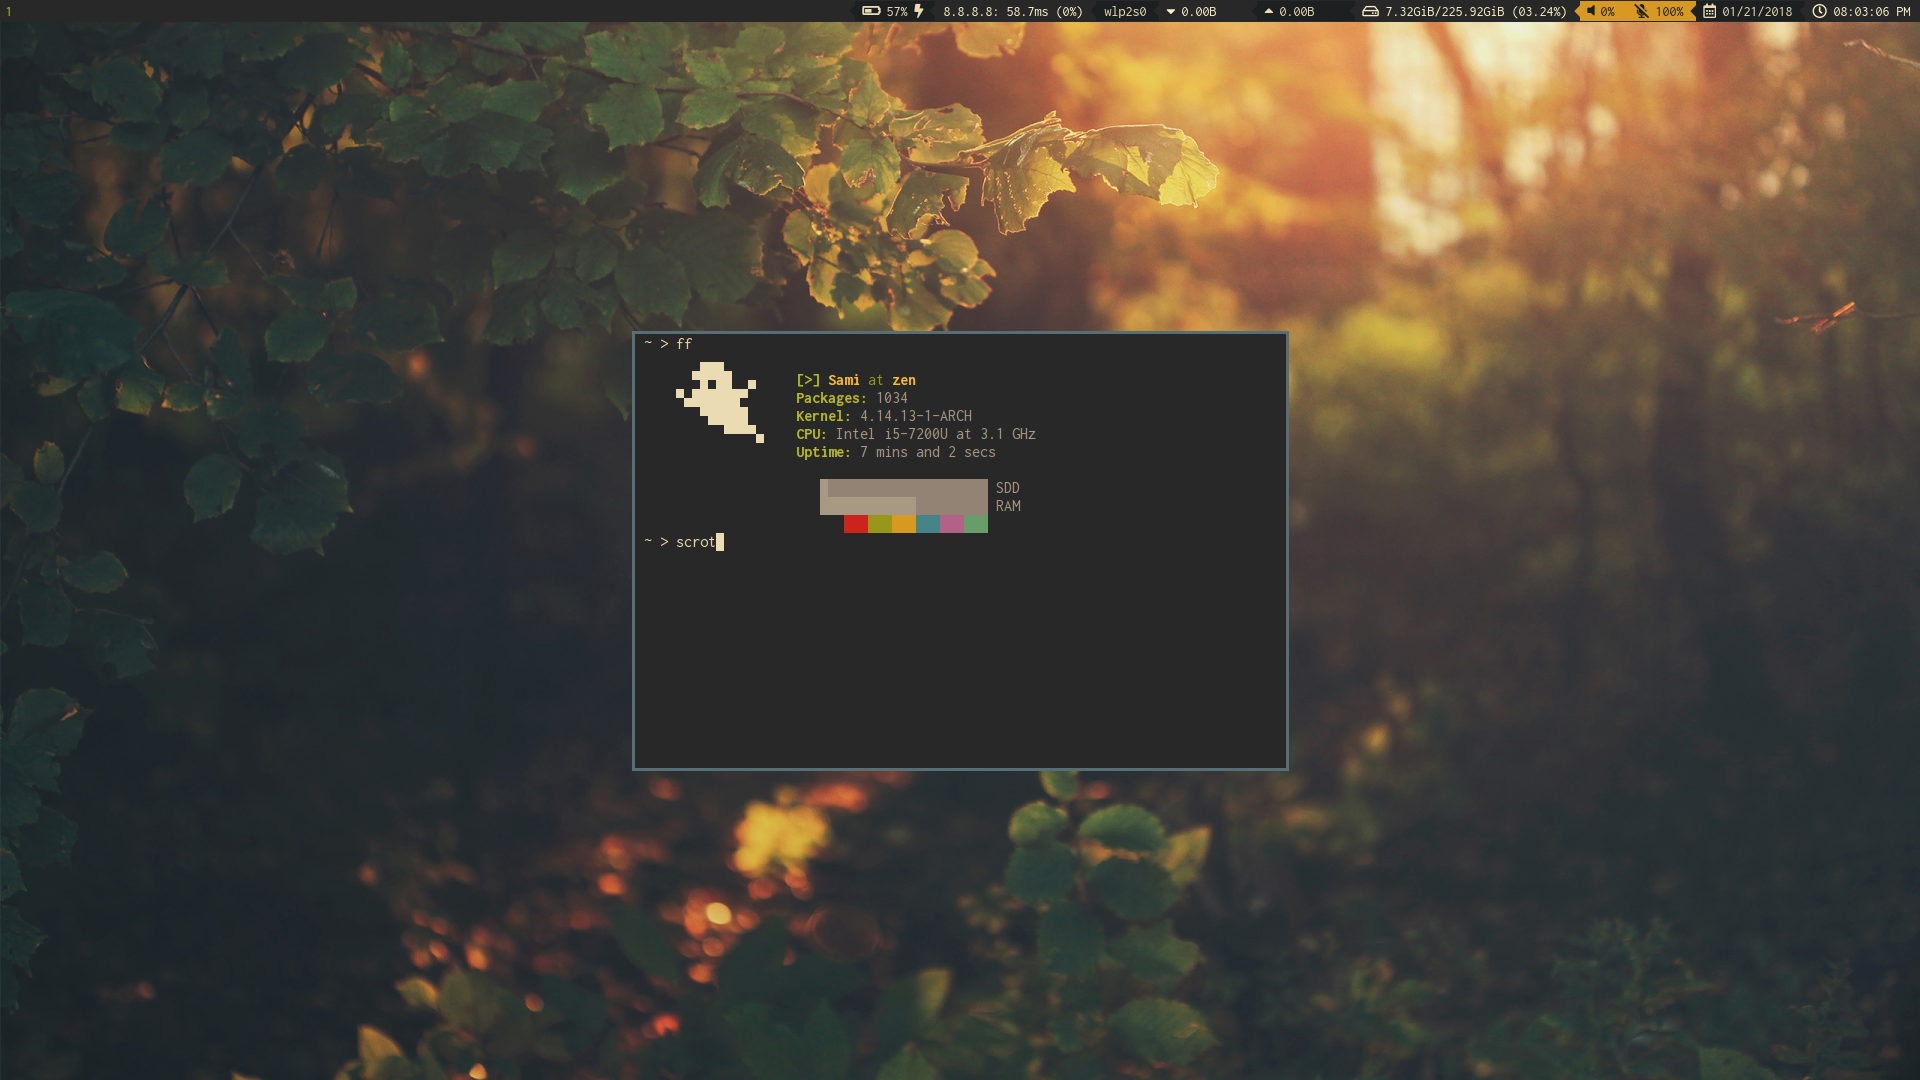 1 57% 8.8.8.8: 58.7ms (0%) wlp2s0 0.00B 0.00B 7.32GiB/225.92GiB (03.24%) 0% 100% 01/21/2018 08:03:06 PM
~ > ff
[>] Sami at zen
Packages: 1034
Kernel: 4.14.13-1-ARCH
CPU: Intel i5-7200U at 3.1 GHz
Uptime: 7 mins and 2 secs
SDD
RAM
~ > scrot